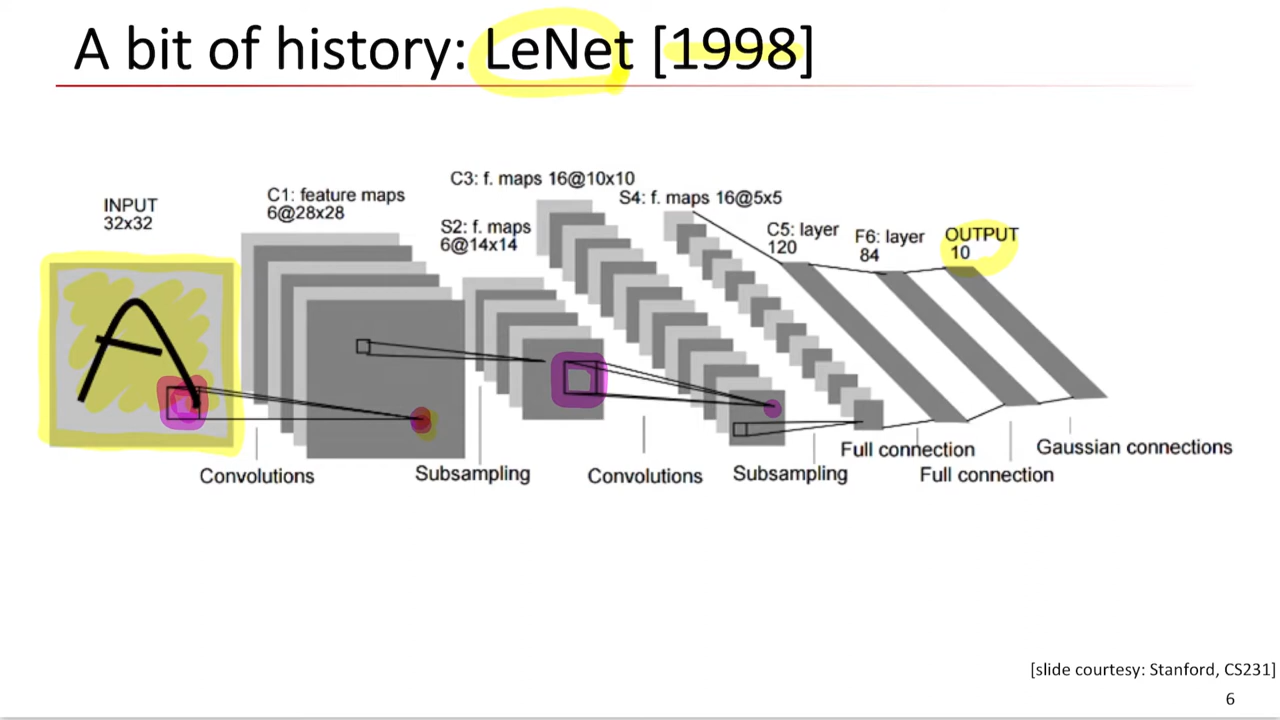 A bit of history: LeNet [1998]
INPUT
32x32
C1: feature maps
6@28x28
C3: f. maps 16@10x10
S2: f. maps
6@14x14
S4: f. maps 16@5x5
C5: layer
120
F6: layer
84
OUTPUT
10
A
Convolutions
Subsampling
Convolutions
Subsampling
Full connection
Full connection
Gaussian connections
[slide courtesy: Stanford, CS231]
6